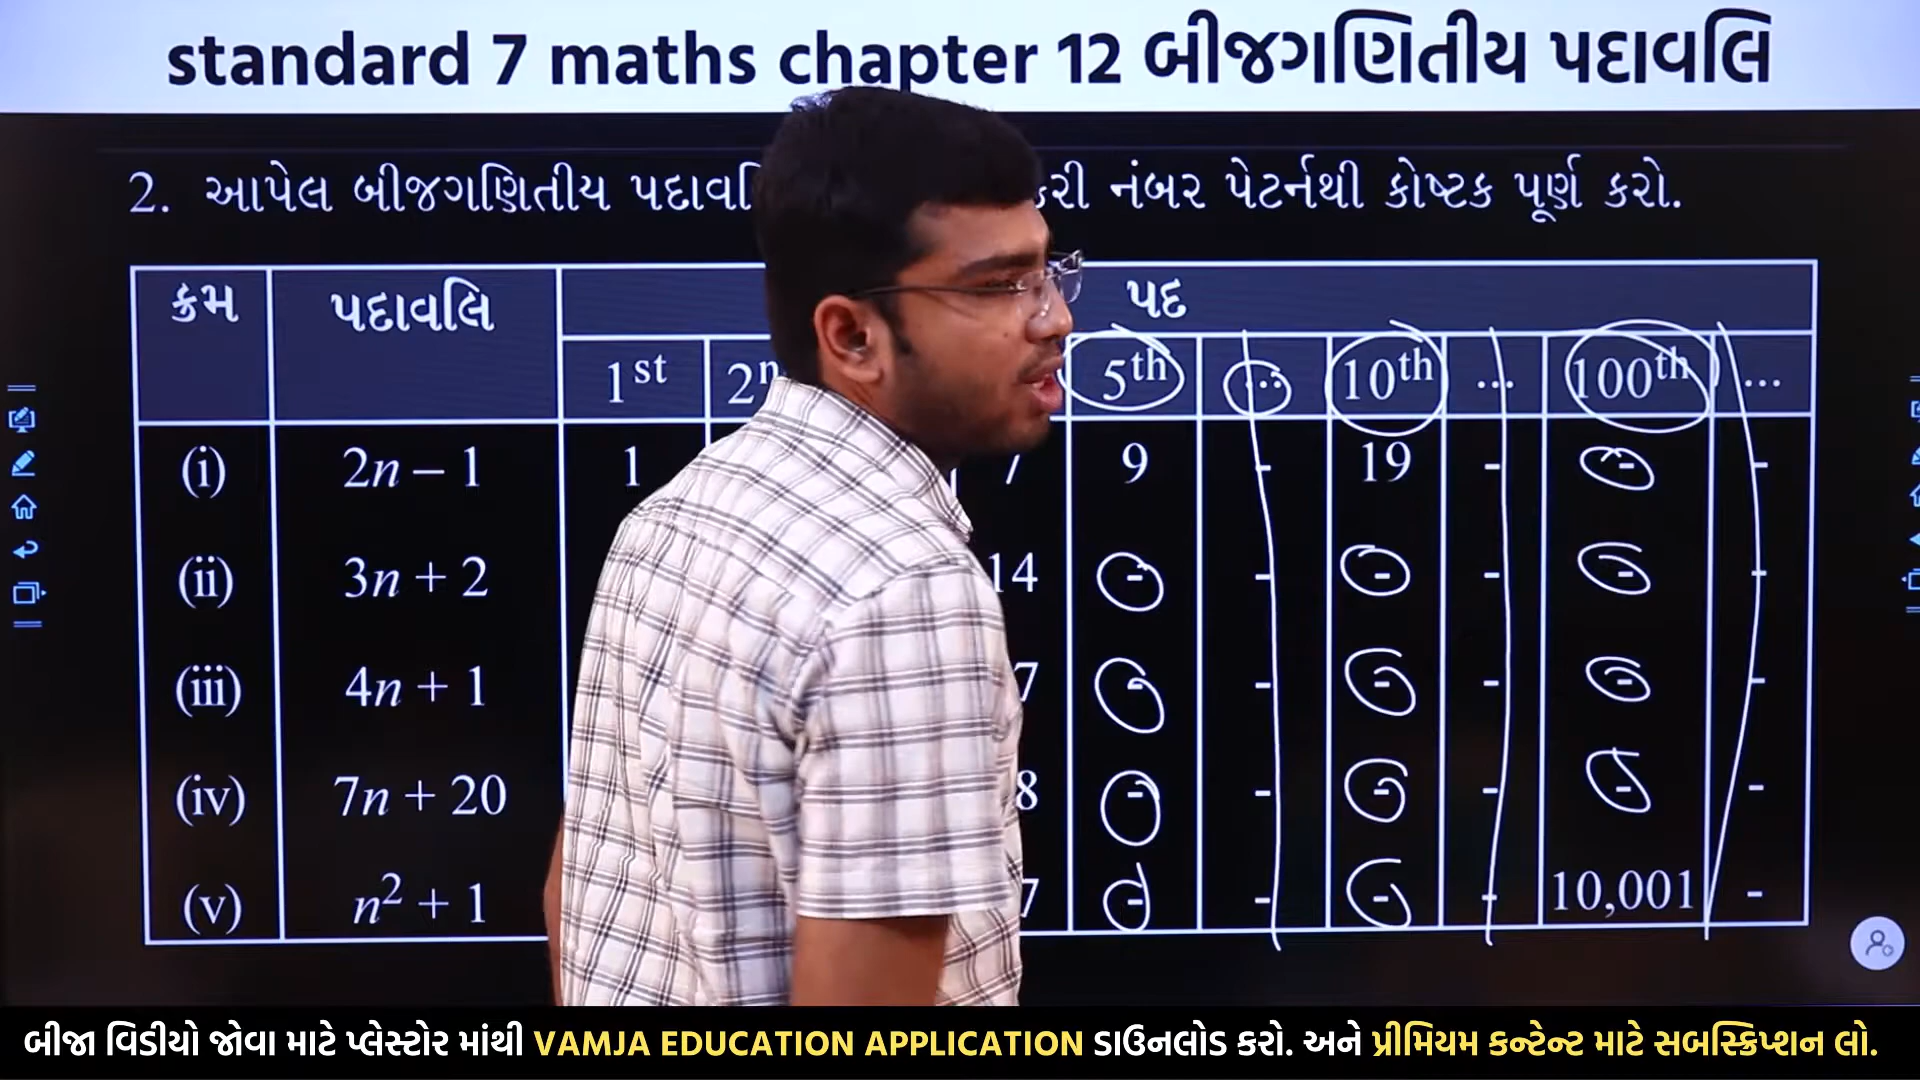 standard 7 maths chapter 12 બીજગણિતીય પદાવલિ
2. આપેલ બીજગણિતીય કરી નંબર પેટર્નથી કોષ્ટક પૂર્ણ કરો.
ક્રમ પદાવલિ પદ
1st 5th ... 10th ... 100th ...
(i) 2n – 1 1 7 9 - 19 - - -
(ii) 3n + 2 14 - - - - - -
(iii) 4n + 1 - - - - - -
(iv) 7n + 20 - - - - - -
(v) n² + 1 - - - - 10,001 -
બીજા વિડીયો જોવા માટે પ્લેસ્ટોર માંથી VAMJA EDUCATION APPLICATION ડાઉનલોડ કરો. અને પ્રીમિયમ કન્ટેન્ટ માટે સબસ્ક્રિપ્શન લો.